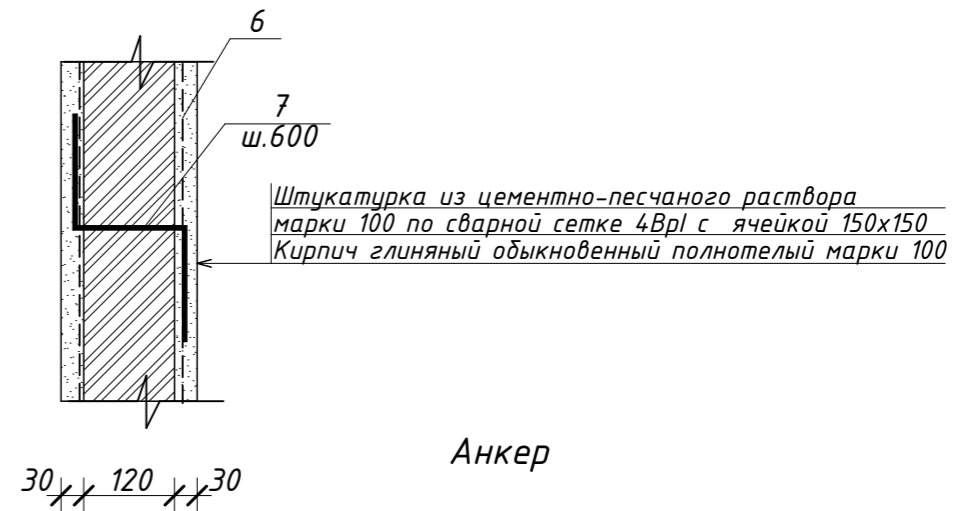 6
7
ш.600
Штукатурка из цементно-песчаного раствора
марки 100 по сварной сетке 4ВрI с ячейкой 150х150
Кирпич глиняный обыкновенный полнотелый марки 100
Анкер
30 120 30